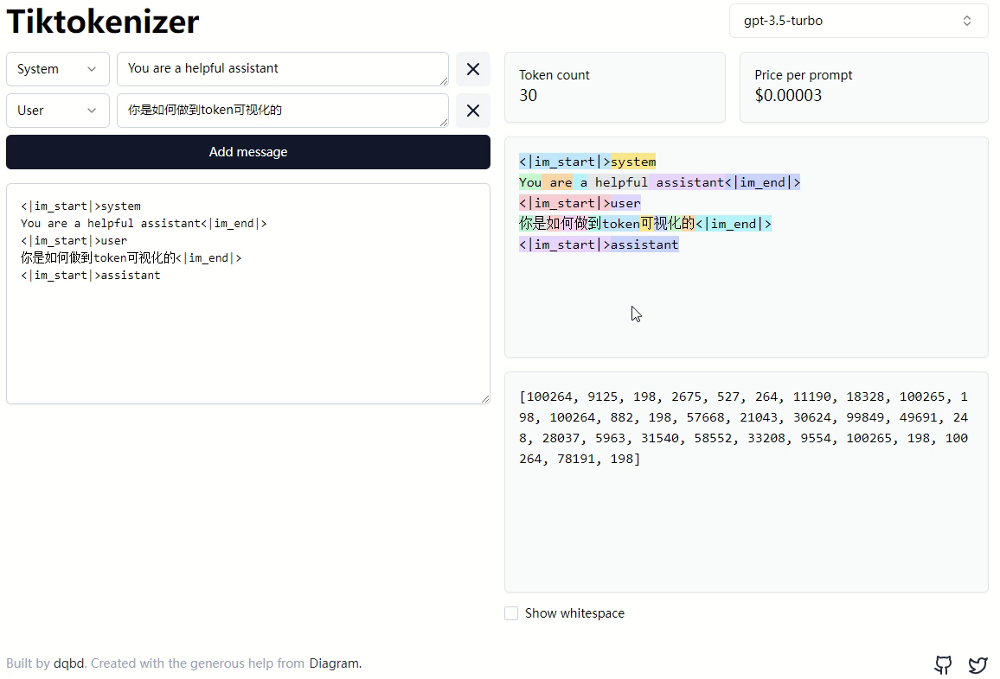 Tiktokenizer
gpt-3.5-turbo
System
You are a helpful assistant
User
你是如何做到token可视化的
Add message
<|im_start|>system
You are a helpful assistant<|im_end|>
<|im_start|>user
你是如何做到token可视化的<|im_end|>
<|im_start|>assistant
Token count
30
Price per prompt
$0.00003
<|im_start|>system
You are a helpful assistant<|im_end|>
<|im_start|>user
你是如何做到token可视化的<|im_end|>
<|im_start|>assistant
[100264, 9125, 198, 2675, 527, 264, 11190, 18328, 100265, 1
98, 100264, 882, 198, 57668, 21043, 30624, 99849, 49691, 24
8, 28037, 5963, 31540, 58552, 33208, 9554, 100265, 198, 100
264, 78191, 198]
Show whitespace
Built by dqbd. Created with the generous help from Diagram.